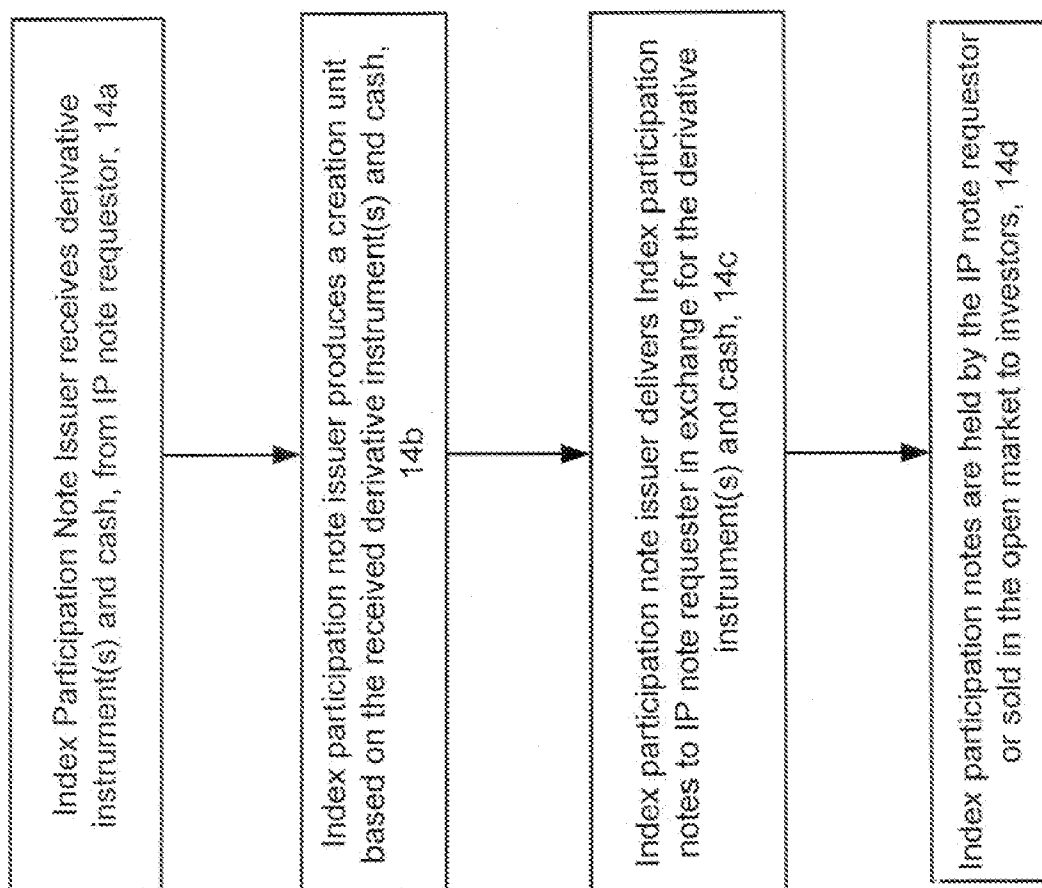 Index Participation Note Issuer receives derivative
instrument(s) and cash, from IP note requestor, 14a
Index participation note issuer produces a creation unit
based on the received derivative instrument(s) and cash,
14b
Index participation note issuer delivers Index participation
notes to IP note requester in exchange for the derivative
instrument(s) and cash, 14c
Index participation notes are held by the IP note requestor
or sold in the open market to investors, 14d